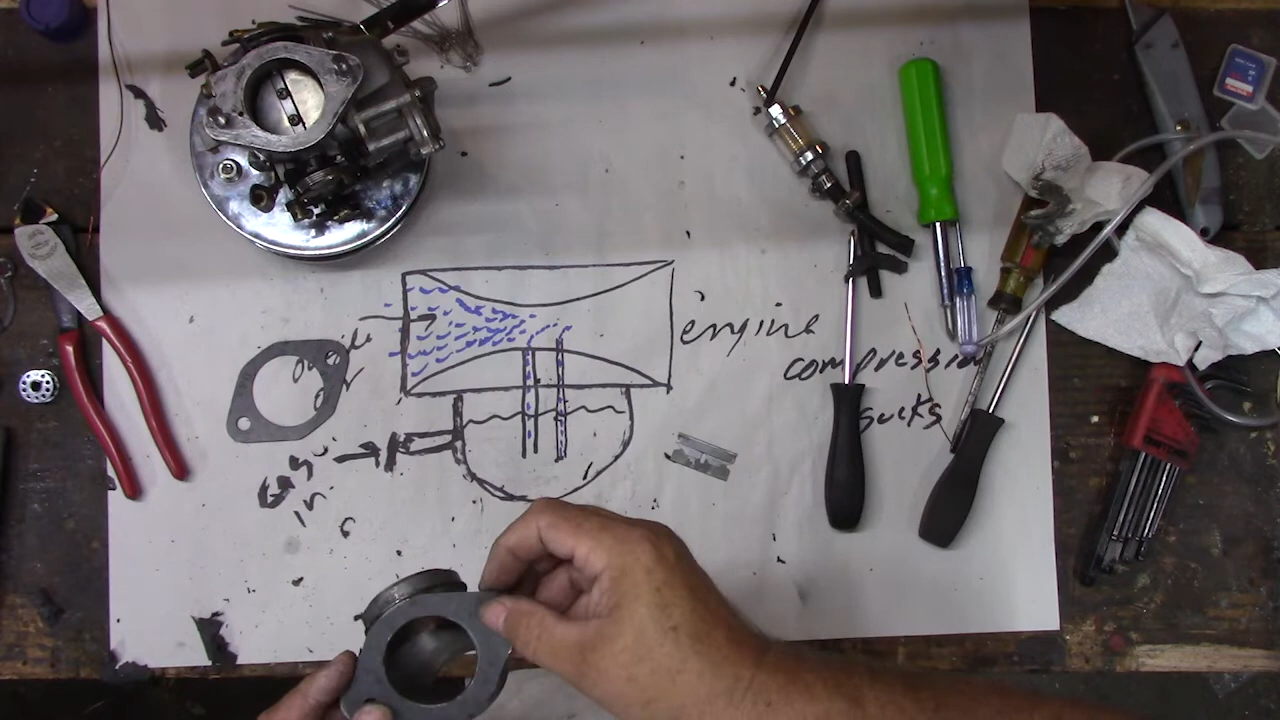 engine
compression
sucks
Gas
in